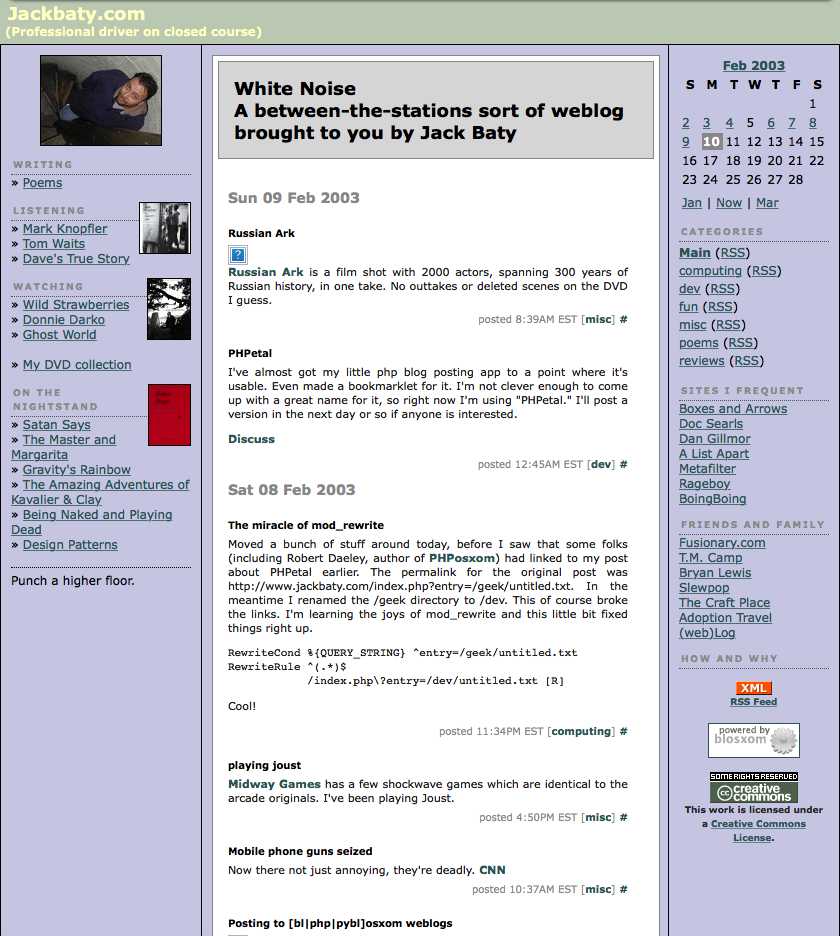 Jackbaty.com
(Professional driver on closed course)
WRITING
» Poems
LISTENING
» Mark Knopfler
» Tom Waits
» Dave's True Story
WATCHING
» Wild Strawberries
» Donnie Darko
» Ghost World
» My DVD collection
ON THE
NIGHTSTAND
» Satan Says
» The Master and
Margarita
» Gravity's Rainbow
» The Amazing Adventures of
Kavalier & Clay
» Being Naked and Playing
Dead
» Design Patterns
Punch a higher floor.
White Noise
A between-the-stations sort of weblog
brought to you by Jack Baty
Sun 09 Feb 2003
Russian Ark
?
Russian Ark is a film shot with 2000 actors, spanning 300 years of
Russian history, in one take. No outtakes or deleted scenes on the DVD
I guess.
posted 8:39AM EST [misc] #
PHPetal
I've almost got my little php blog posting app to a point where it's
usable. Even made a bookmarklet for it. I'm not clever enough to come
up with a great name for it, so right now I'm using "PHPetal." I'll post a
version in the next day or so if anyone is interested.
Discuss
posted 12:45AM EST [dev] #
Sat 08 Feb 2003
The miracle of mod_rewrite
Moved a bunch of stuff around today, before I saw that some folks
(including Robert Daeley, author of PHPosxom) had linked to my post
about PHPetal earlier. The permalink for the original post was
http://www.jackbaty.com/index.php?entry=/geek/untitled.txt. In the
meantime I renamed the /geek directory to /dev. This of course broke
the links. I'm learning the joys of mod_rewrite and this little bit fixed
things right up.
RewriteCond %{QUERY_STRING} ^entry=/geek/untitled.txt
RewriteRule ^(.*)$
/index.php\?entry=/dev/untitled.txt [R]
Cool!
posted 11:34PM EST [computing] #
playing joust
Midway Games has a few shockwave games which are identical to the
arcade originals. I've been playing Joust.
posted 4:50PM EST [misc] #
Mobile phone guns seized
Now there not just annoying, they're deadly. CNN
posted 10:37AM EST [misc] #
Posting to [bl|php|pybl]osxom weblogs
Feb 2003
S M T W T F S
1
2 3 4 5 6 7 8
9 10 11 12 13 14 15
16 17 18 19 20 21 22
23 24 25 26 27 28
Jan | Now | Mar
CATEGORIES
Main (RSS)
computing (RSS)
dev (RSS)
fun (RSS)
misc (RSS)
poems (RSS)
reviews (RSS)
SITES I FREQUENT
Boxes and Arrows
Doc Searls
Dan Gillmor
A List Apart
Metafilter
Rageboy
BoingBoing
FRIENDS AND FAMILY
Fusionary.com
T.M. Camp
Bryan Lewis
Slewpop
The Craft Place
Adoption Travel
(web)Log
HOW AND WHY
XML
RSS Feed
powered by
blosxom
SOME RIGHTS RESERVED
cc creative
commons
This work is licensed under
a Creative Commons
License.